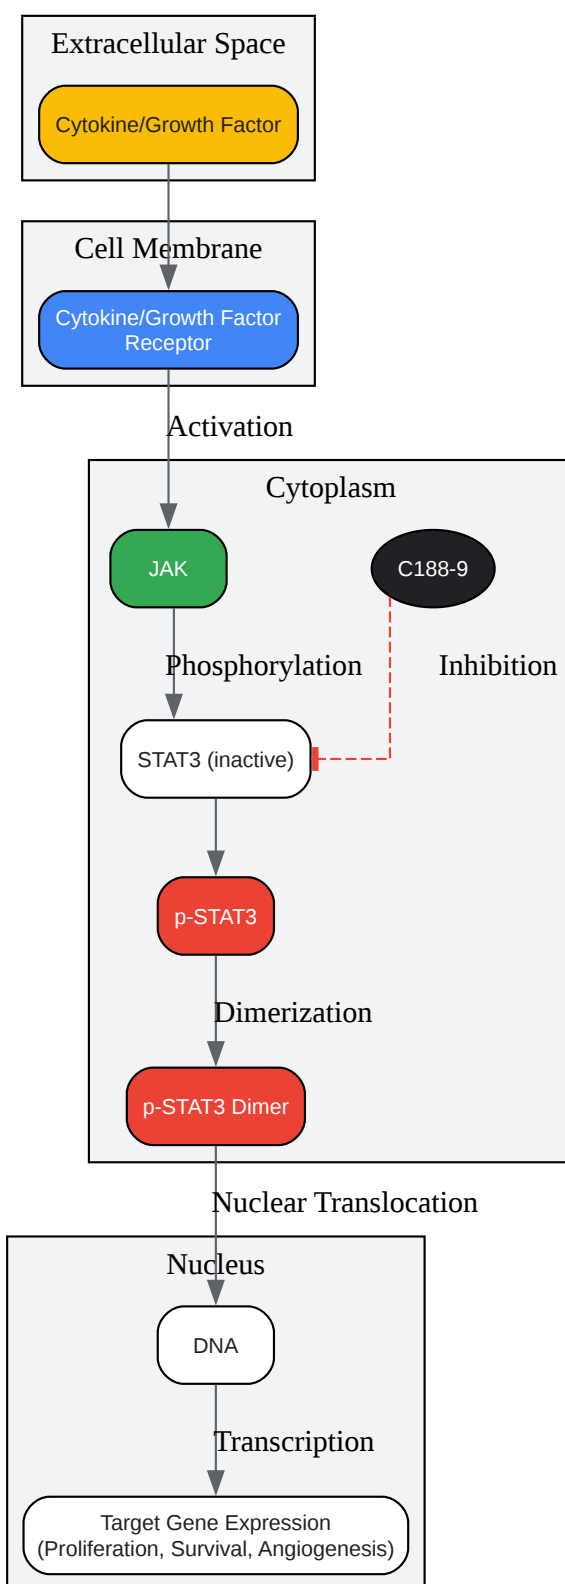 Extracellular Space
Cytokine/Growth Factor
Cell Membrane
Cytokine/Growth Factor
Receptor
Activation
Cytoplasm
JAK
C188-9
Phosphorylation
Inhibition
STAT3 (inactive)
p-STAT3
Dimerization
p-STAT3 Dimer
Nuclear Translocation
Nucleus
DNA
Transcription
Target Gene Expression
(Proliferation, Survival, Angiogenesis)